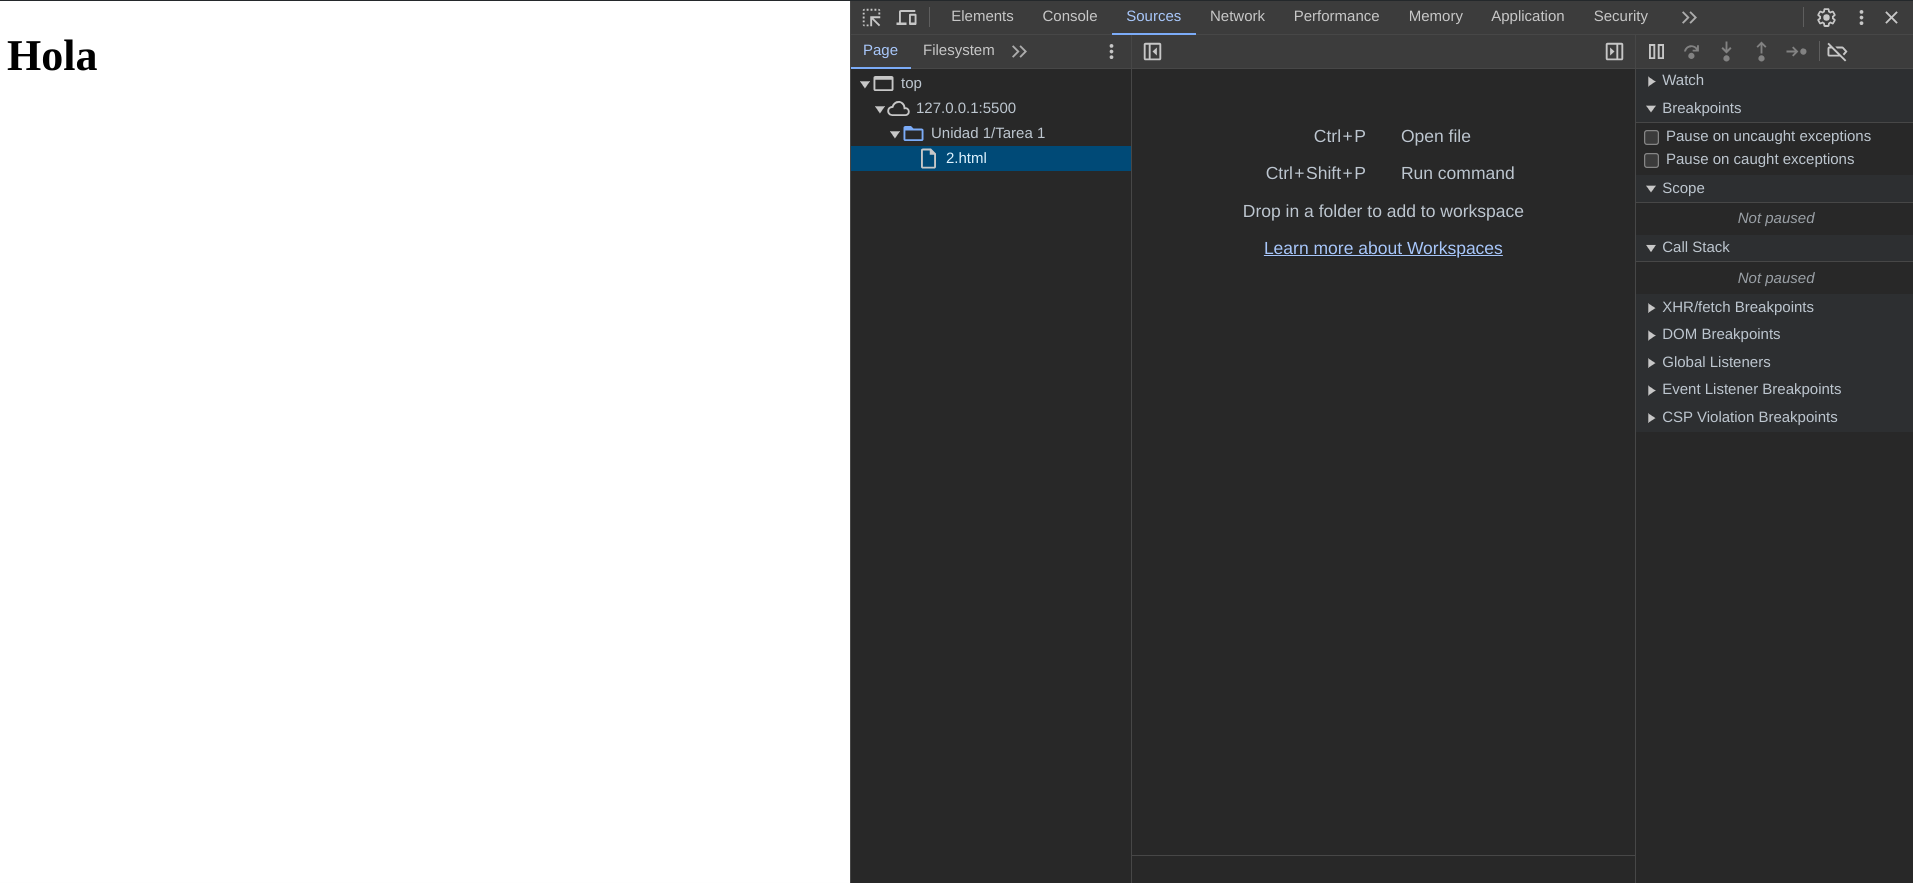 Hola
Elements Console Sources Network Performance Memory Application Security
Page Filesystem
top
127.0.0.1:5500
Unidad 1/Tarea 1
2.html
Ctrl+P Open file
Ctrl+Shift+P Run command
Drop in a folder to add to workspace
Learn more about Workspaces
Watch
Breakpoints
Pause on uncaught exceptions
Pause on caught exceptions
Scope
Not paused
Call Stack
Not paused
XHR/fetch Breakpoints
DOM Breakpoints
Global Listeners
Event Listener Breakpoints
CSP Violation Breakpoints